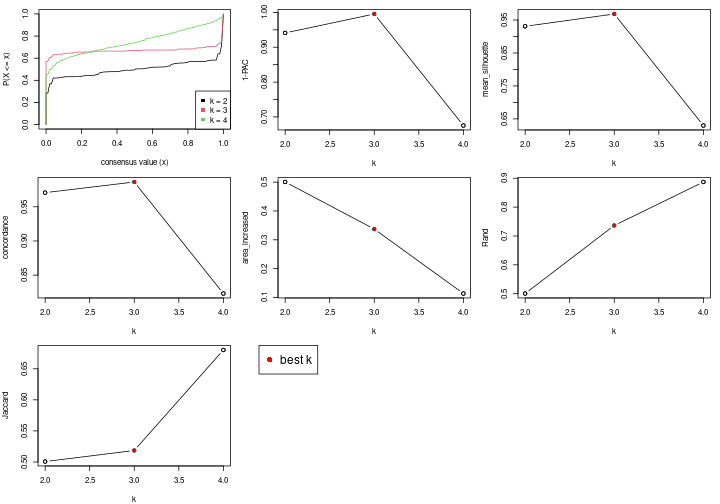 P(X <= x)
1.0
0.8
0.6
0.4
0.2
0.0
k = 2
k = 3
k = 4
0.0 0.2 0.4 0.6 0.8 1.0
consensus value (x)
1-PAC
1.00
0.90
0.80
0.70
2.0 2.5 3.0 3.5 4.0
k
mean_silhouette
0.95
0.85
0.75
0.65
2.0 2.5 3.0 3.5 4.0
k
concordance
0.95
0.90
0.85
2.0 2.5 3.0 3.5 4.0
k
area_increased
0.5
0.4
0.3
0.2
0.1
2.0 2.5 3.0 3.5 4.0
k
Rand
0.9
0.8
0.7
0.6
0.5
2.0 2.5 3.0 3.5 4.0
k
Jaccard
0.65
0.60
0.55
0.50
2.0 2.5 3.0 3.5 4.0
k
best k